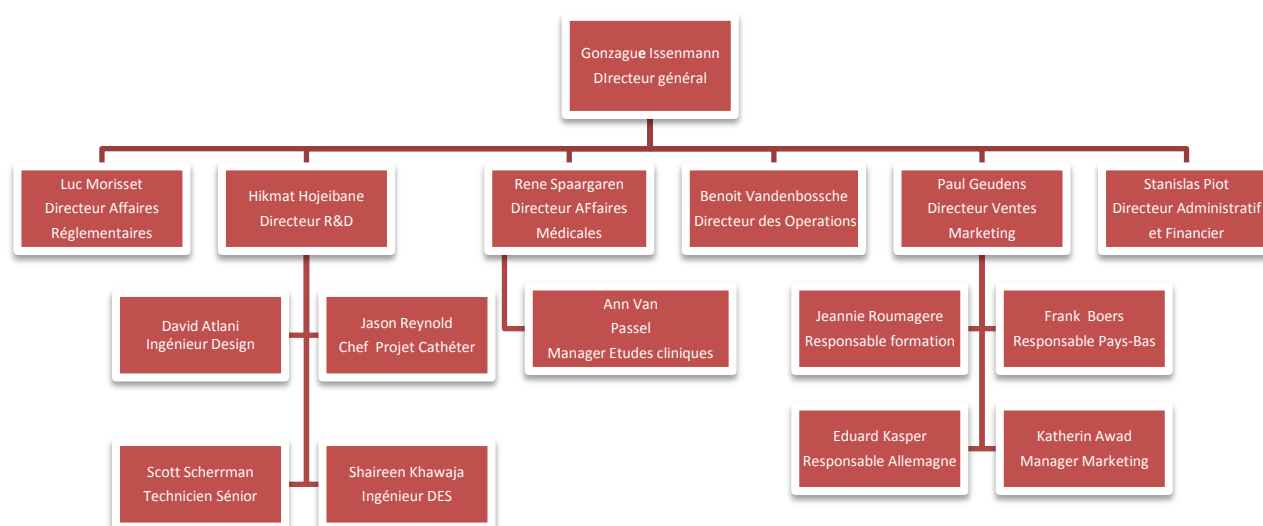 Gonzague Issenmann
DIrecteur général
Luc Morisset
Directeur Affaires
Réglementaires
Hikmat Hojeibane
Directeur R&D
Rene Spaargaren
Directeur AFfaires
Médicales
Benoit Vandenbossche
Directeur des Operations
Paul Geudens
Directeur Ventes
Marketing
Stanislas Piot
Directeur Administratif
et Financier
David Atlani
Ingénieur Design
Jason Reynold
Chef Projet Cathéter
Ann Van
Passel
Manager Etudes cliniques
Jeannie Roumagere
Responsable formation
Frank Boers
Responsable Pays-Bas
Scott Scherrman
Technicien Sénior
Shaireen Khawaja
Ingénieur DES
Eduard Kasper
Responsable Allemagne
Katherin Awad
Manager Marketing